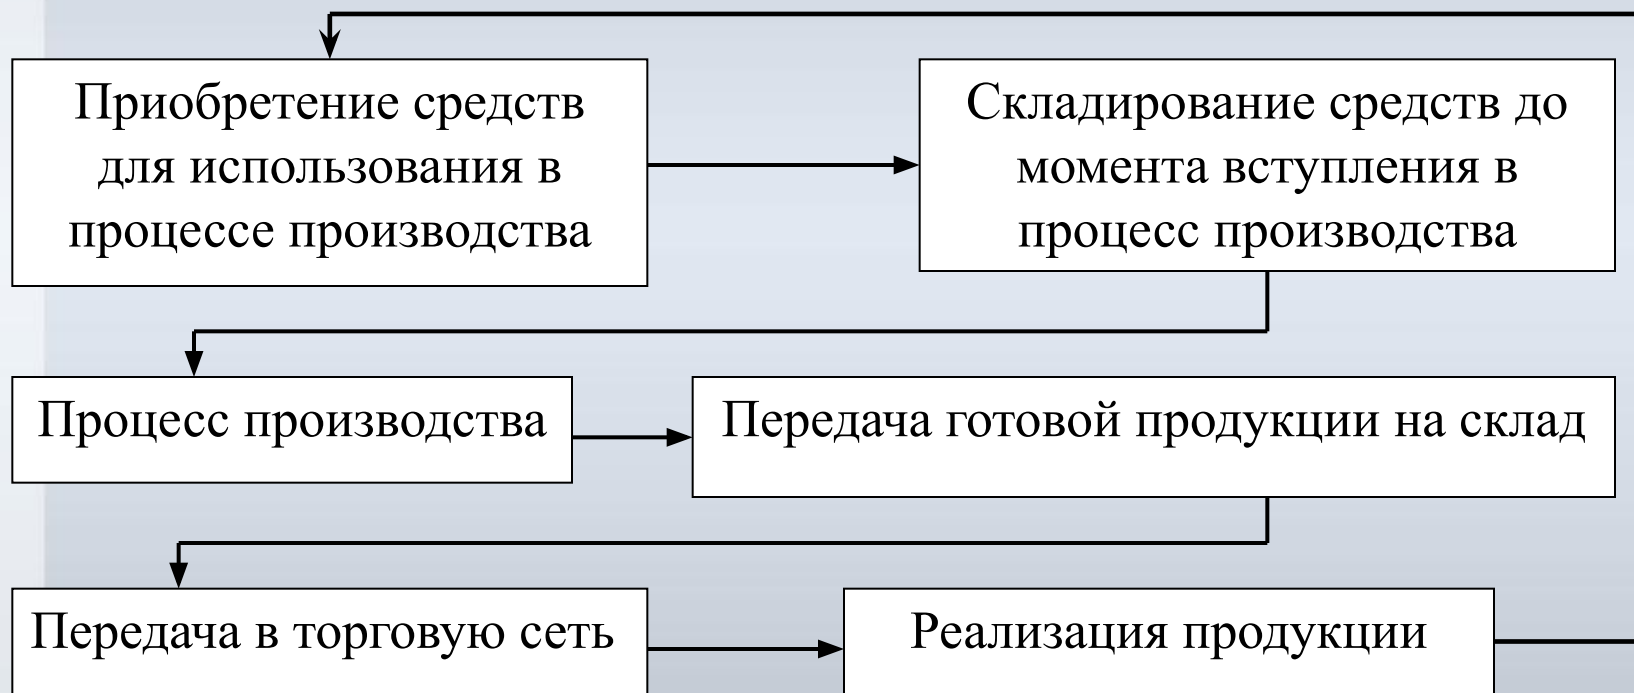 Приобретение средств
для использования в
процессе производства
Складирование средств до
момента вступления в
процесс производства
Процесс производства
Передача готовой продукции на склад
Передача в торговую сеть
Реализация продукции